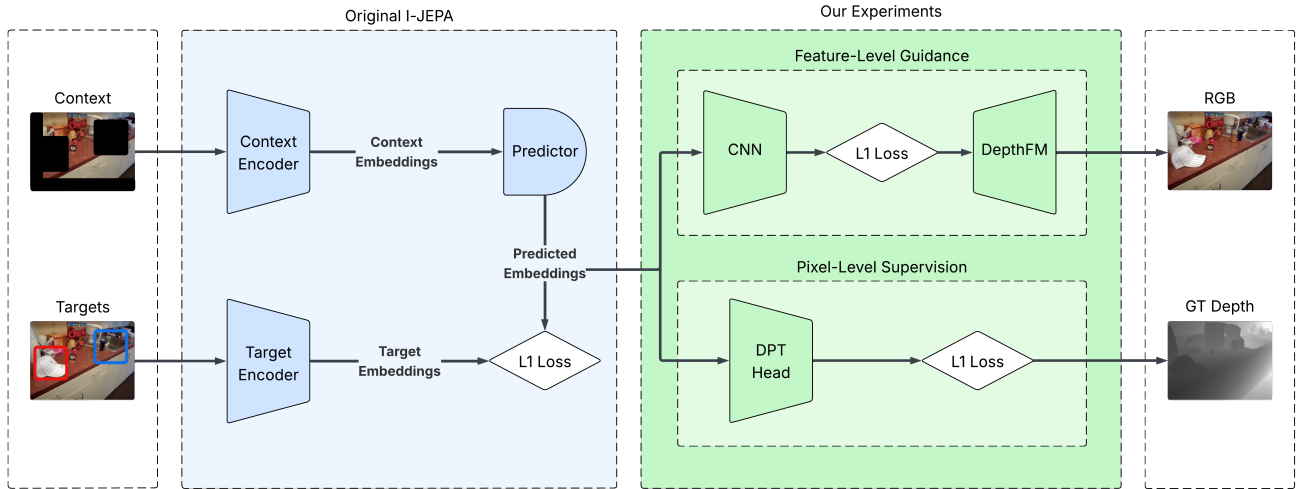 Original I-JEPA
Our Experiments
Context
Context
Encoder
Context
Embeddings
Predictor
Predicted
Embeddings
Targets
Target
Encoder
Target
Embeddings
L1 Loss
Feature-Level Guidance
CNN
L1 Loss
DepthFM
Pixel-Level Supervision
DPT
Head
L1 Loss
RGB
GT Depth